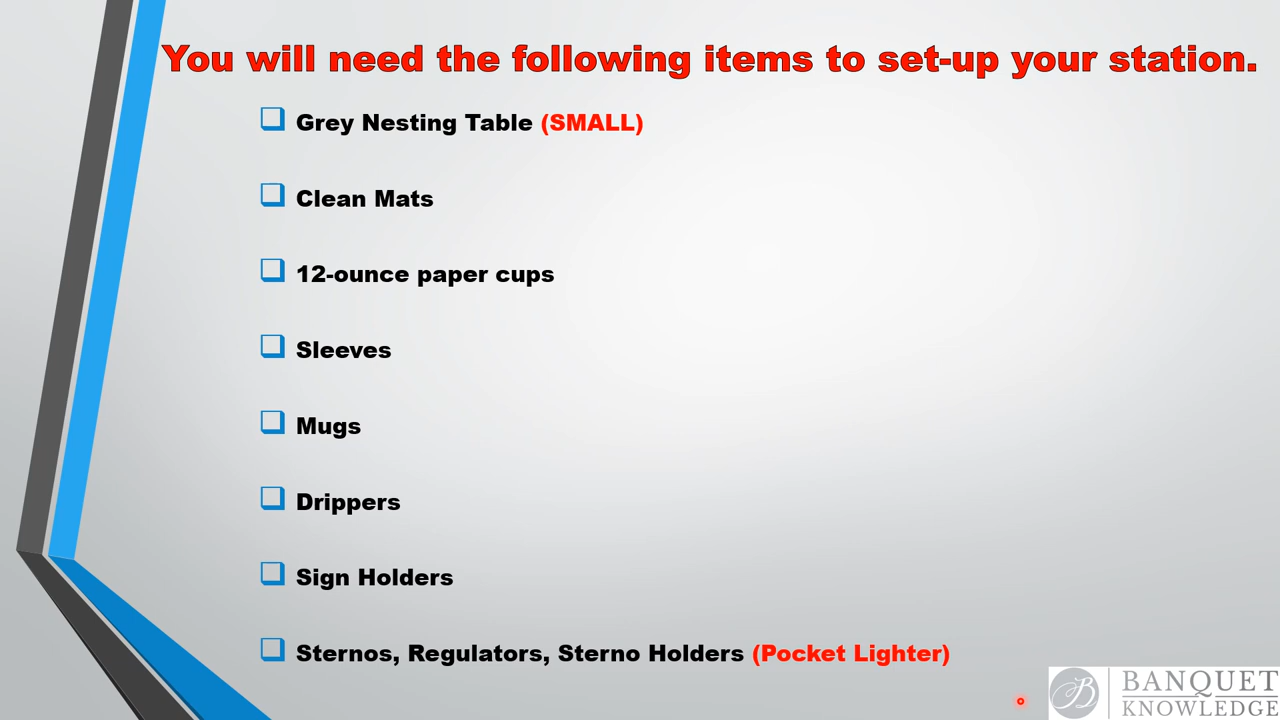 You will need the following items to set-up your station.
Grey Nesting Table (SMALL)
Clean Mats
12-ounce paper cups
Sleeves
Mugs
Drippers
Sign Holders
Sternos, Regulators, Sterno Holders (Pocket Lighter)
B BANQUET
KNOWLEDGE